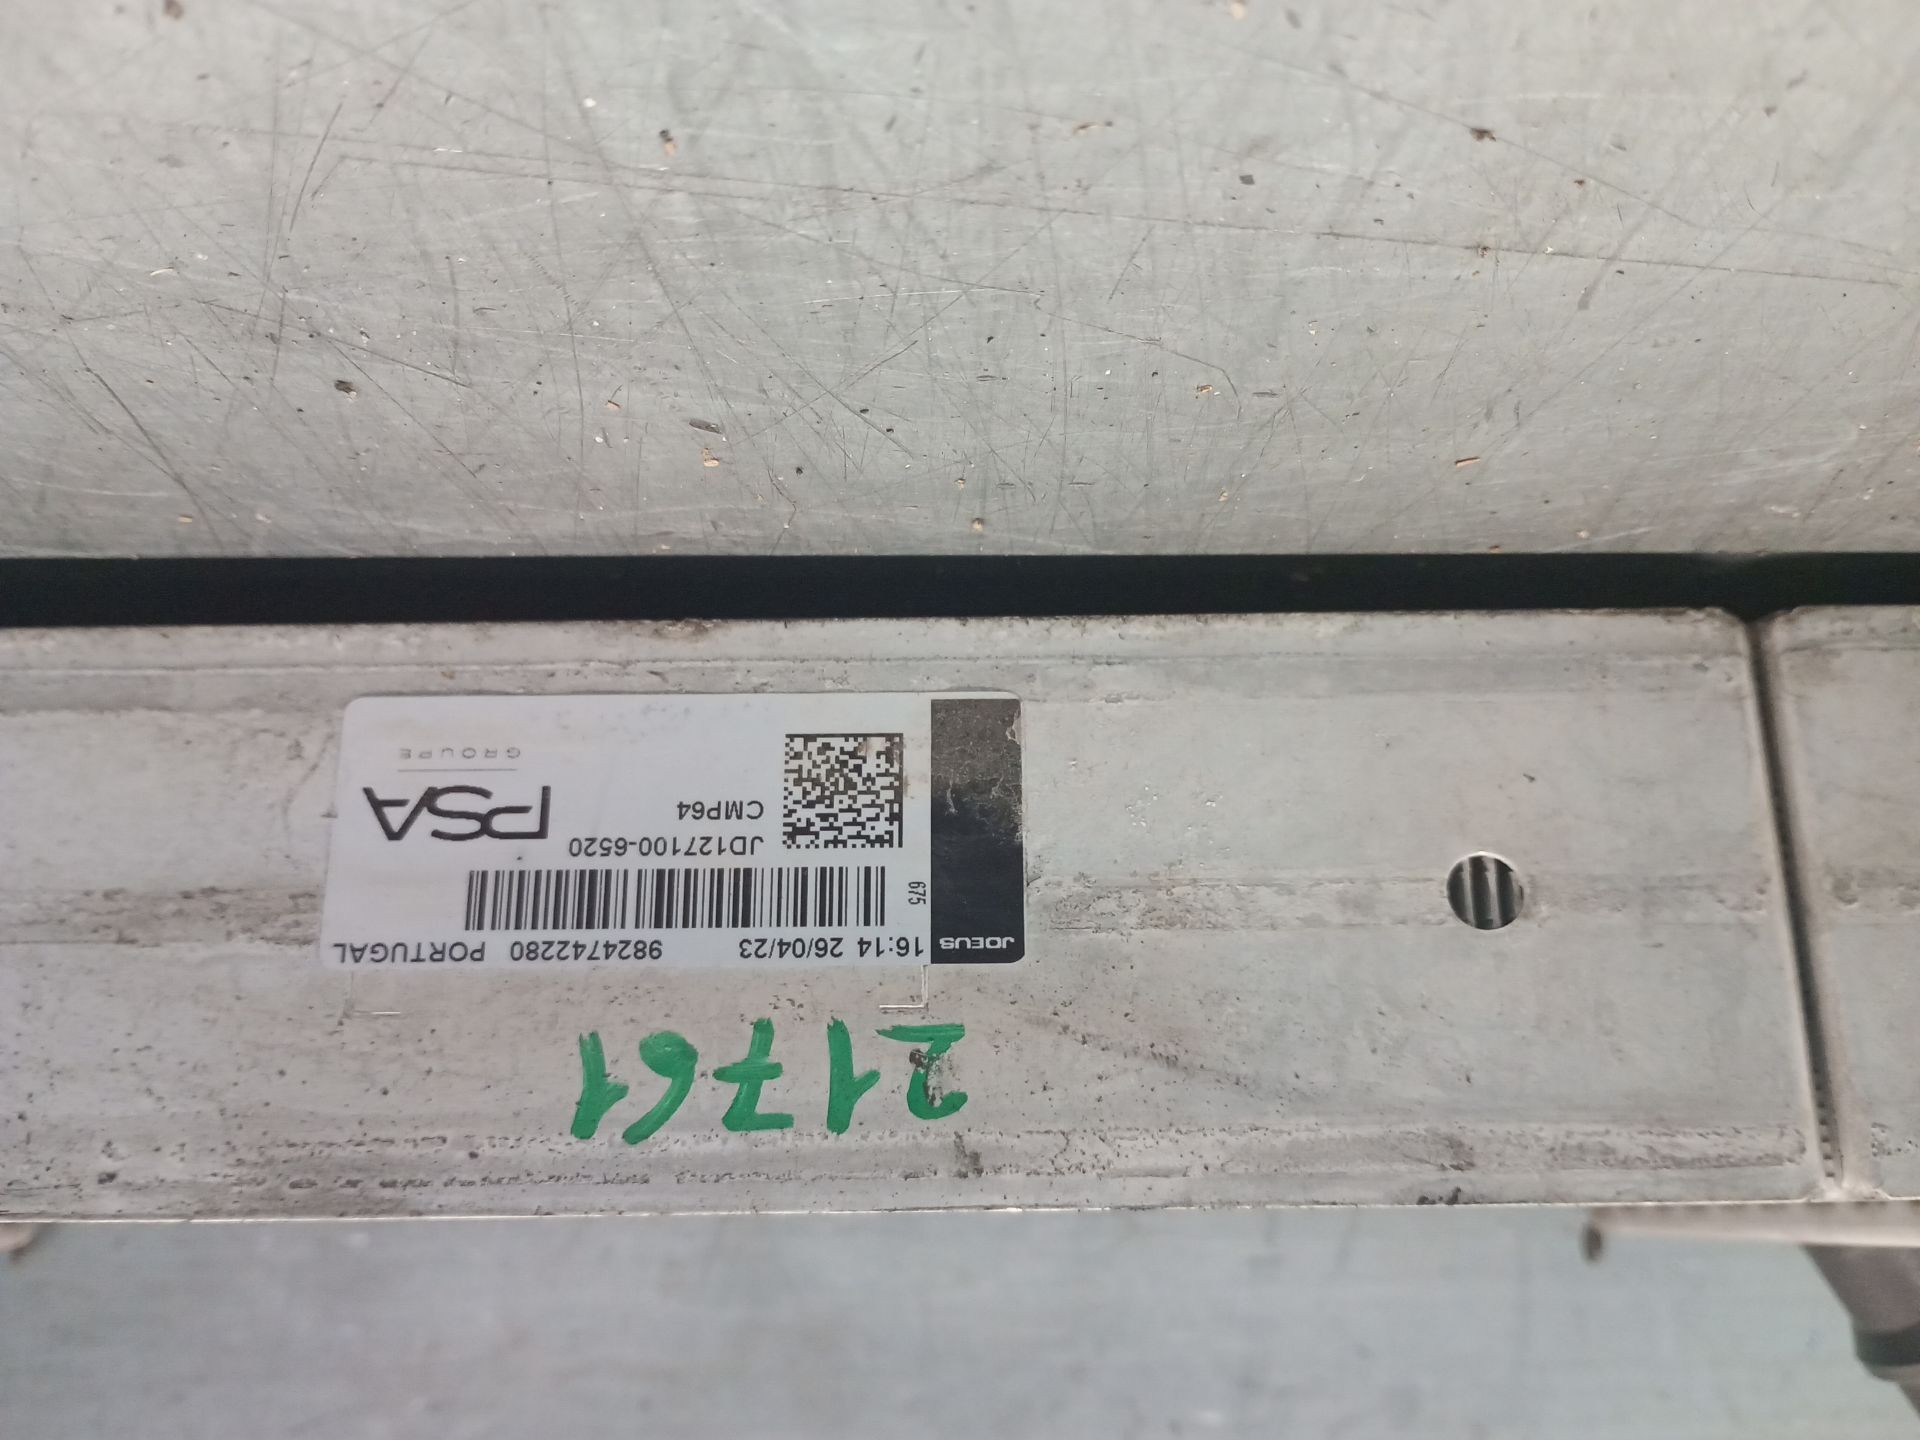 21761
JOEUS
16:14 26/04/23 9824742280 PORTUGAL
675
JD127100-6520
CMP64
PSA
GROUPE